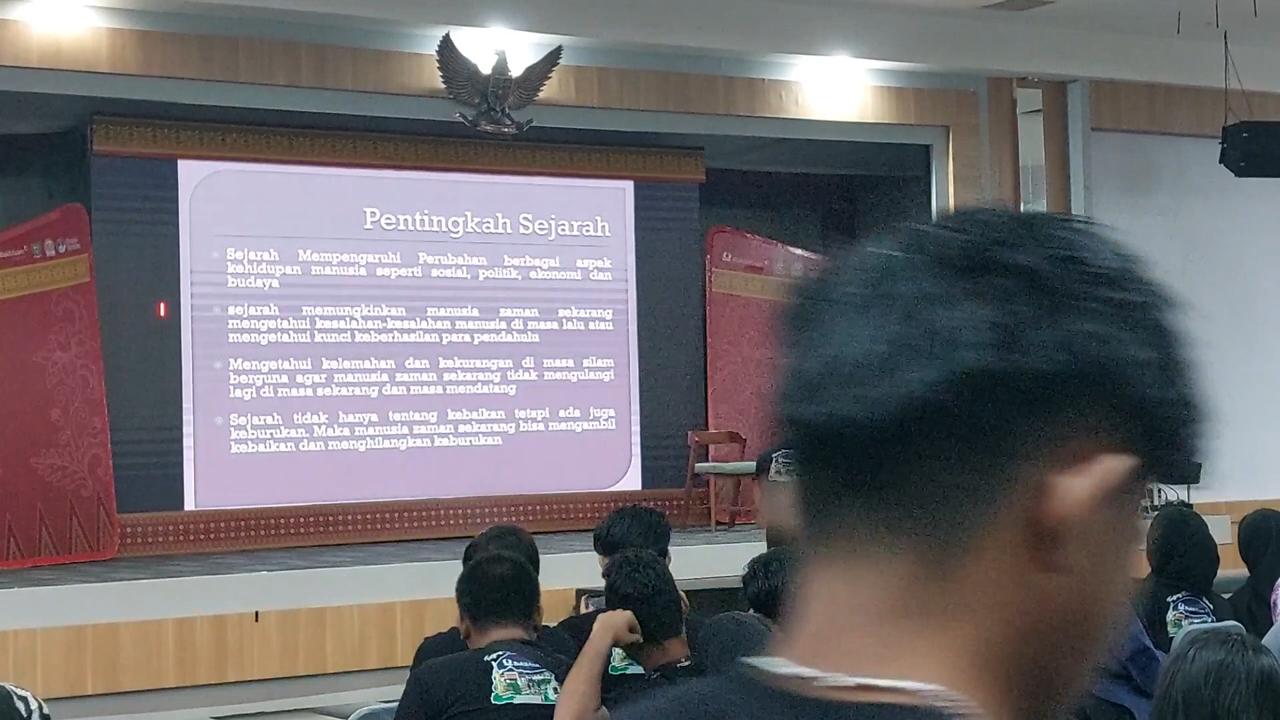 Pentingkah Sejarah
Sejarah Mempengaruhi Perubahan berbagai aspek
kehidupan manusia seperti sosial, politik, ekonomi dan
budaya
sejarah memungkinkan manusia zaman sekarang
mengetahui kesalahan-kesalahan manusia di masa lalu atau
mengetahui kunci keberhasilan para pendahulu
Mengetahui kelemahan dan kekurangan di masa silam
berguna agar manusia zaman sekarang tidak mengulangi
lagi di masa sekarang dan masa mendatang
Sejarah tidak hanya tentang kebaikan tetapi ada juga
keburukan. Maka manusia zaman sekarang bisa mengambil
kebaikan dan menghilangkan keburukan